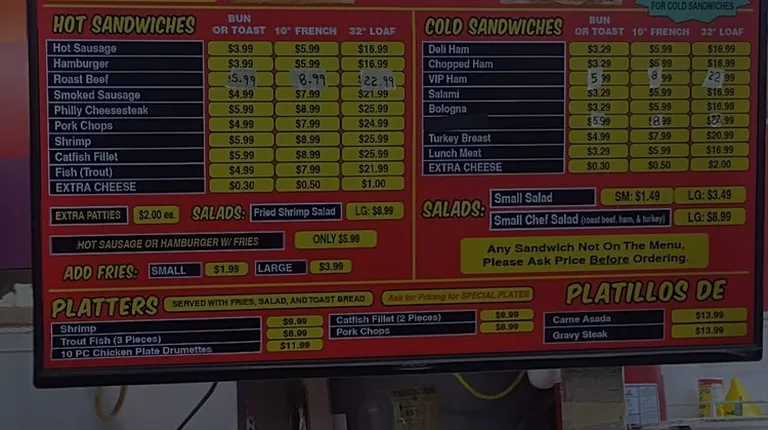 FOR COLD SANDWICHES
HOT SANDWICHES BUN OR TOAST 10" FRENCH 32" LOAF
Hot Sausage $3.99 $5.99 $16.99
Hamburger $3.99 $5.99 $16.99
Roast Beef 5.99 8.99 22.99
Smoked Sausage $4.99 $7.99 $21.99
Philly Cheesesteak $5.99 $8.99 $25.99
Pork Chops $4.99 $7.99 $24.99
Shrimp $5.99 $8.99 $25.99
Catfish Fillet $5.99 $8.99 $25.99
Fish (Trout) $4.99 $7.99 $21.99
EXTRA CHEESE $0.30 $0.50 $1.00
EXTRA PATTIES $2.00 ea. SALADS: Fried Shrimp Salad LG: $8.99
HOT SAUSAGE OR HAMBURGER W/ FRIES ONLY $5.99
ADD FRIES: SMALL $1.99 LARGE $3.99
COLD SANDWICHES BUN OR TOAST 10" FRENCH 32" LOAF
Deli Ham $3.29 $5.99 $16.99
Chopped Ham $3.29 $5.99 $16.99
VIP Ham 5.99 8.99 22.99
Salami $3.29 $5.99 $16.99
Bologna $3.29 $5.99 $16.99
Turkey Breast $4.99 $7.99 $20.99
Lunch Meat $3.29 $5.99 $16.99
EXTRA CHEESE $0.30 $0.50 $2.00
SALADS: Small Salad SM: $1.49 LG: $3.49
Small Chef Salad (roast beef, ham, & turkey) LG: $8.99
Any Sandwich Not On The Menu,
Please Ask Price Before Ordering.
PLATTERS SERVED WITH FRIES, SALAD, AND TOAST BREAD Ask for Pricing for SPECIAL PLATES
Shrimp $9.99
Trout Fish (3 Pieces) $8.99
10 PC Chicken Plate Drumettes $11.99
Catfish Fillet (2 Pieces) $9.99
Pork Chops $8.99
PLATILLOS DE
Carne Asada $13.99
Gravy Steak $13.99